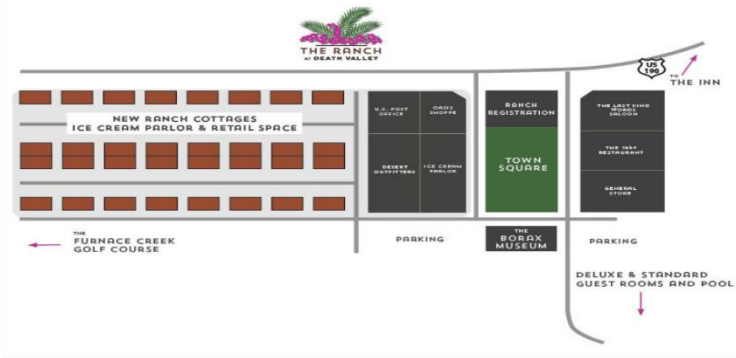 THE RANCH
AT DEATH VALLEY
US
190
TO
THE INN
NEW RANCH COTTAGES
ICE CREAM PARLOR & RETAIL SPACE
U.S. POST
OFFICE
OASIS
SHOPPE
DESERT
OUTFITTERS
ICE CREAM
PARLOR
RANCH
REGISTRATION
TOWN
SQUARE
THE LAST KIND
WORDS
SALOON
THE 1849
RESTAURANT
GENERAL
STORE
THE
FURNACE CREEK
GOLF COURSE
PARKING
THE
BORAX
MUSEUM
PARKING
DELUXE & STANDARD
GUEST ROOMS AND POOL